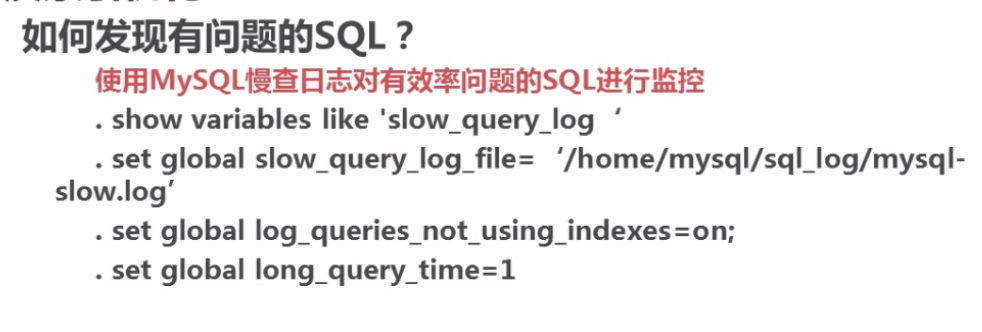 如何发现有问题的SQL？
使用MySQL慢查日志对有效率问题的SQL进行监控
. show variables like 'slow_query_log ‘
. set global slow_query_log_file= ‘/home/mysql/sql_log/mysql-
slow.log’
. set global log_queries_not_using_indexes=on;
. set global long_query_time=1